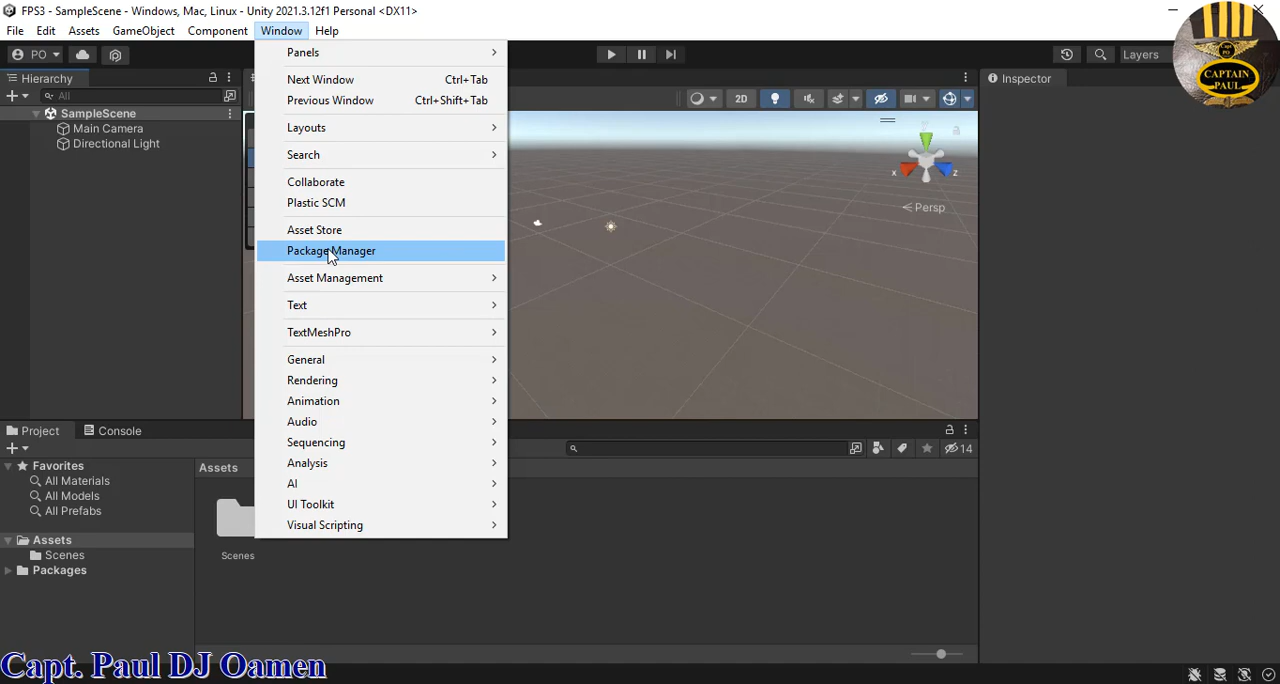 FPS3 - SampleScene - Windows, Mac, Linux - Unity 2021.3.12f1 Personal <DX11>
File Edit Assets GameObject Component Window Help
PO
Layers
CAPTAIN
PAUL
Hierarchy
Inspector
All
2D
SampleScene
Main Camera
Directional Light
Panels
Next Window Ctrl+Tab
Previous Window Ctrl+Shift+Tab
Layouts
Search
Collaborate
Plastic SCM
Asset Store
Package Manager
Asset Management
Text
TextMeshPro
General
Rendering
Animation
Audio
Sequencing
Analysis
AI
UI Toolkit
Visual Scripting
x
z
Persp
Project Console
14
Favorites
All Materials
All Models
All Prefabs
Assets
Scenes
Packages
Assets
Scenes
Capt. Paul DJ Oamen